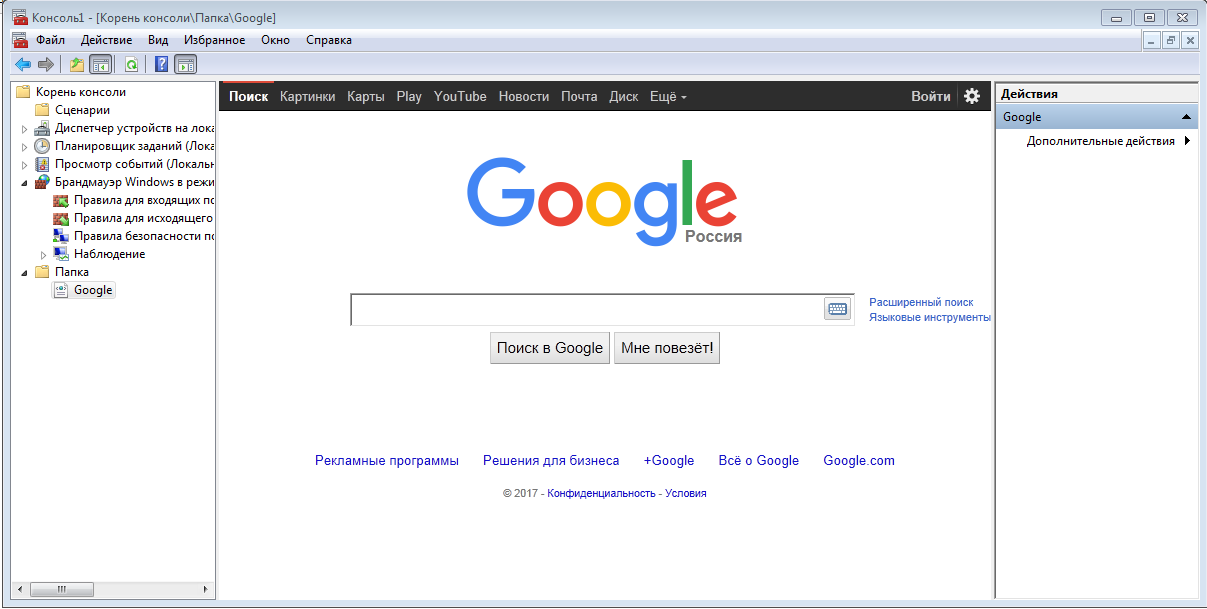 Консоль1 - [Корень консоли\Папка\Google]
Файл Действие Вид Избранное Окно Справка
Корень консоли
Сценарии
Диспетчер устройств на лока
Планировщик заданий (Лока
Просмотр событий (Локальн
Брандмауэр Windows в режи
Правила для входящих по
Правила для исходящего
Правила безопасности по
Наблюдение
Папка
Google
Поиск Картинки Карты Play YouTube Новости Почта Диск Ещё Войти
Google
Россия
Расширенный поиск
Языковые инструменты
Поиск в Google Мне повезёт!
Рекламные программы Решения для бизнеса +Google Всё о Google Google.com
© 2017 - Конфиденциальность - Условия
Действия
Google
Дополнительные действия